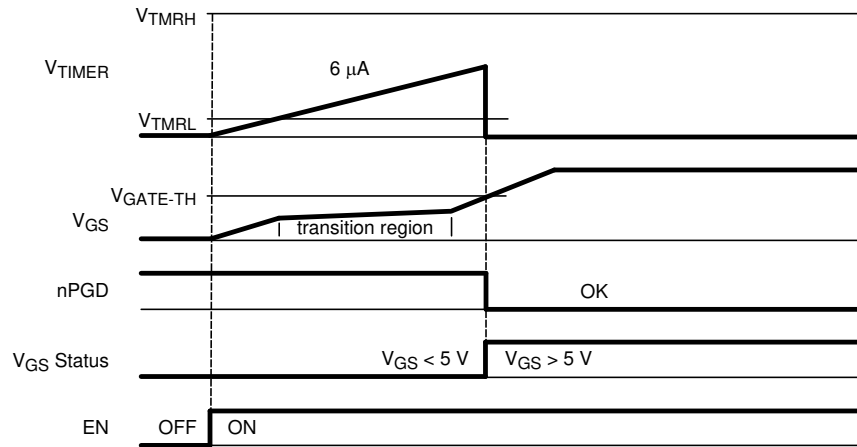 VTMRH
VTIMER
6 μA
VTMRL
VGATE-TH
VGS
transition region
nPGD
OK
VGS Status
VGS < 5 V
VGS > 5 V
EN
OFF
ON